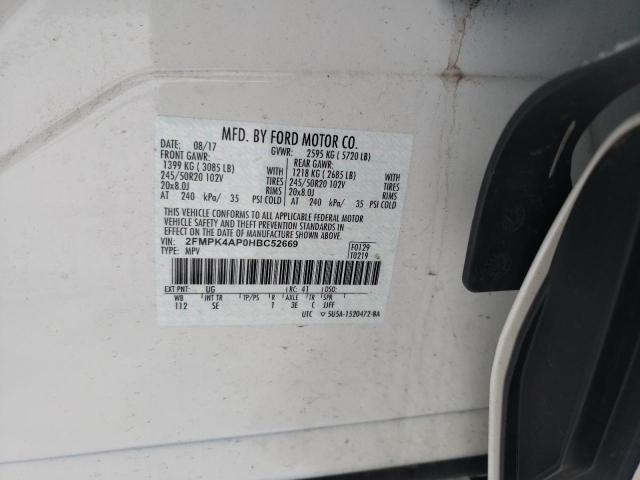 MFD. BY FORD MOTOR CO.
DATE: 08/17 GVWR: 2595 KG ( 5720 LB)
FRONT GAWR: REAR GAWR:
1399 KG ( 3085 LB) WITH 1218 KG ( 2685 LB) WITH
245/50R20 102V TIRES 245/50R20 102V TIRES
20x8.0J RIMS 20x8.0J RIMS
AT 240 kPa/ 35 PSI COLD AT 240 kPa/ 35 PSI COLD
THIS VEHICLE CONFORMS TO ALL APPLICABLE FEDERAL MOTOR
VEHICLE SAFETY AND THEFT PREVENTION STANDARDS IN
EFFECT ON THE DATE OF MANUFACTURE SHOWN ABOVE.
VIN: 2FMPK4AP0HBC52669 F0129
TYPE: MPV T0219
EXT PNT: UG RC: 41 DSO:
WB INT TR TP/PS R AXLE TR SPR
112 SE T 3E C JJFF
UTC ▽ 5U5A-1520472-BA